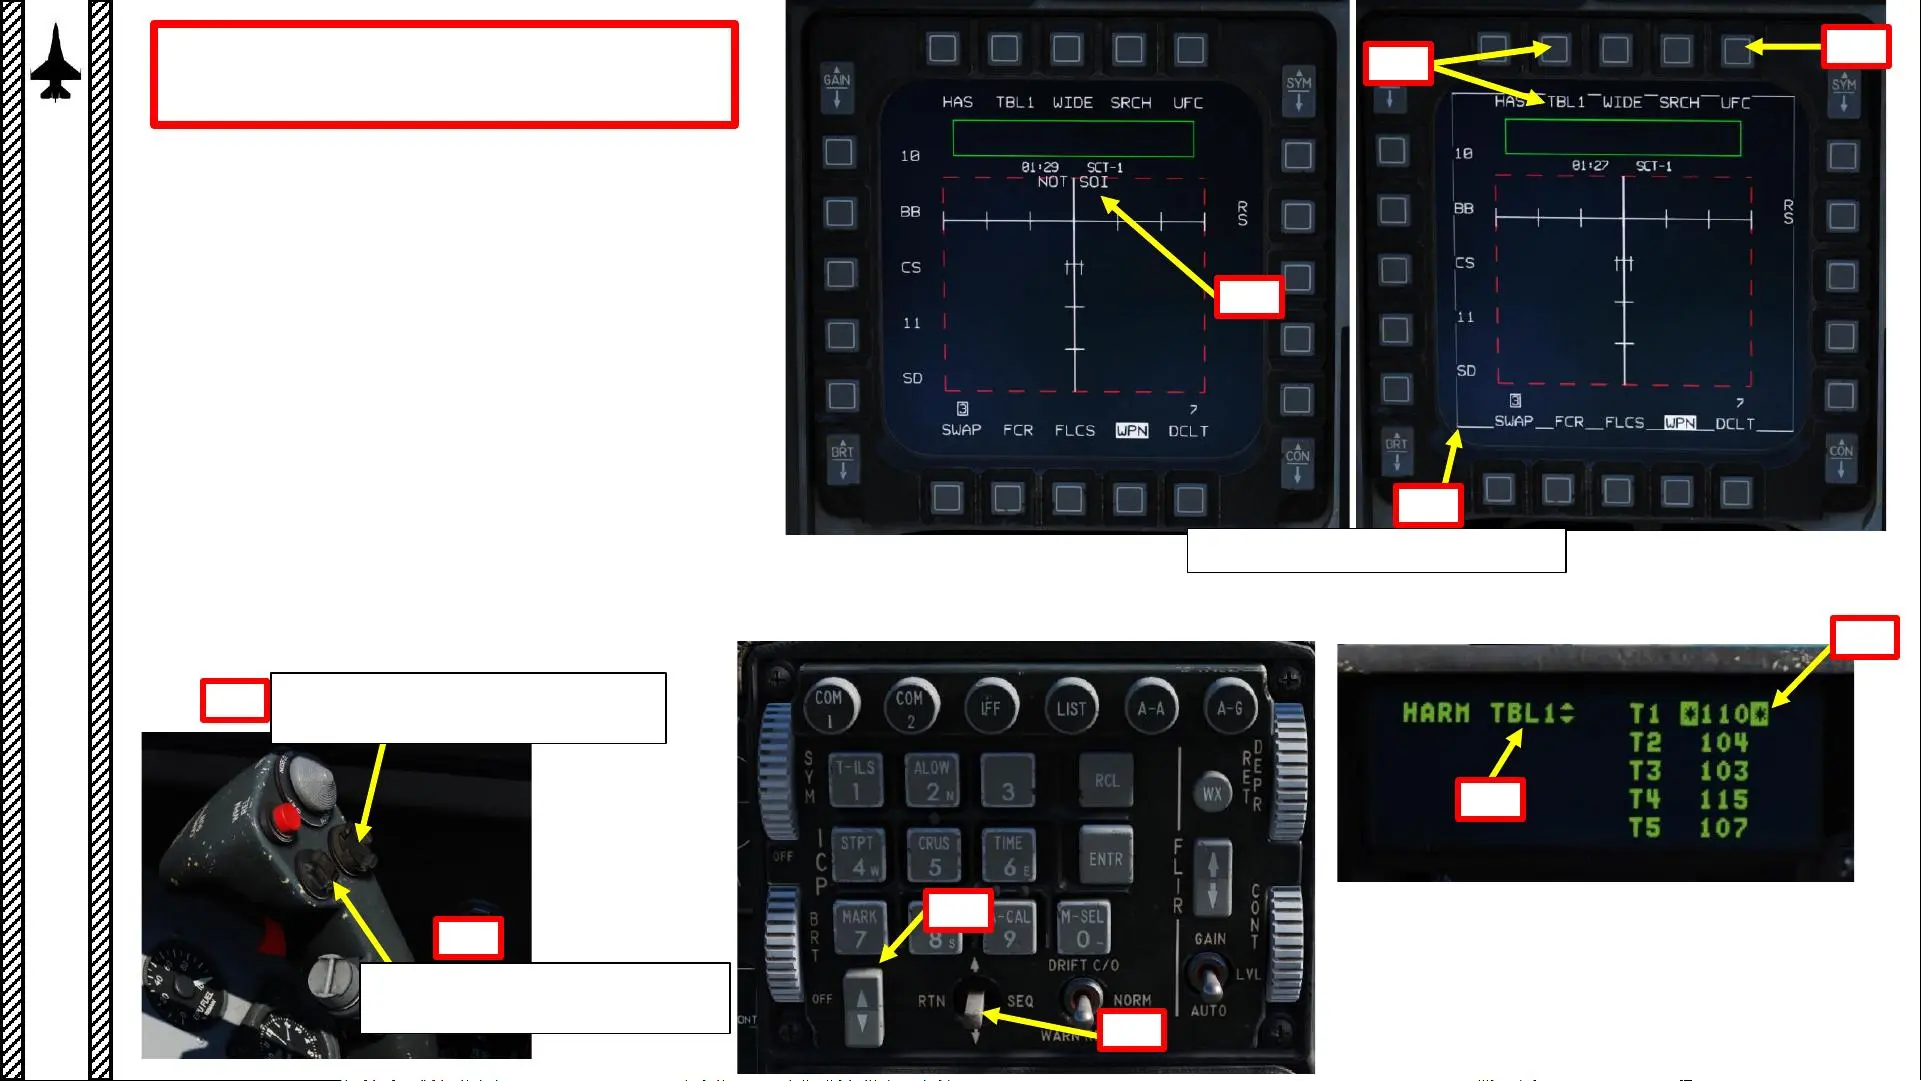 GAIN
HAS TBL1 WIDE SRCH UFC
SYM
10
01:29 SCT-1
NOT SOI
BB
R
S
CS
11
SD
3
7
SWAP FCR FLCS WPN DCLT
BRT
CON
HAS TBL1 WIDE SRCH UFC
SYM
10
01:27 SCT-1
BB
R
S
CS
11
SD
3
7
SWAP FCR FLCS WPN DCLT
BRT
CON
COM 1
COM 2
IFF
LIST
A-A
A-G
SYM
T-ILS 1
ALOW 2 N
3
RCL
WX
RET
DEPR
OFF
ICP
STPT 4 W
CRUS 5
TIME 6 E
ENTR
FLIR
CONT
BRT
MARK 7
8 S
-CAL 9
M-SEL 0 -
GAIN
LVL
AUTO
OFF
RTN
SEQ
DRIFT C/O
NORM
HARM TBL1 T1 *110*
T2 104
T3 103
T4 115
T5 107